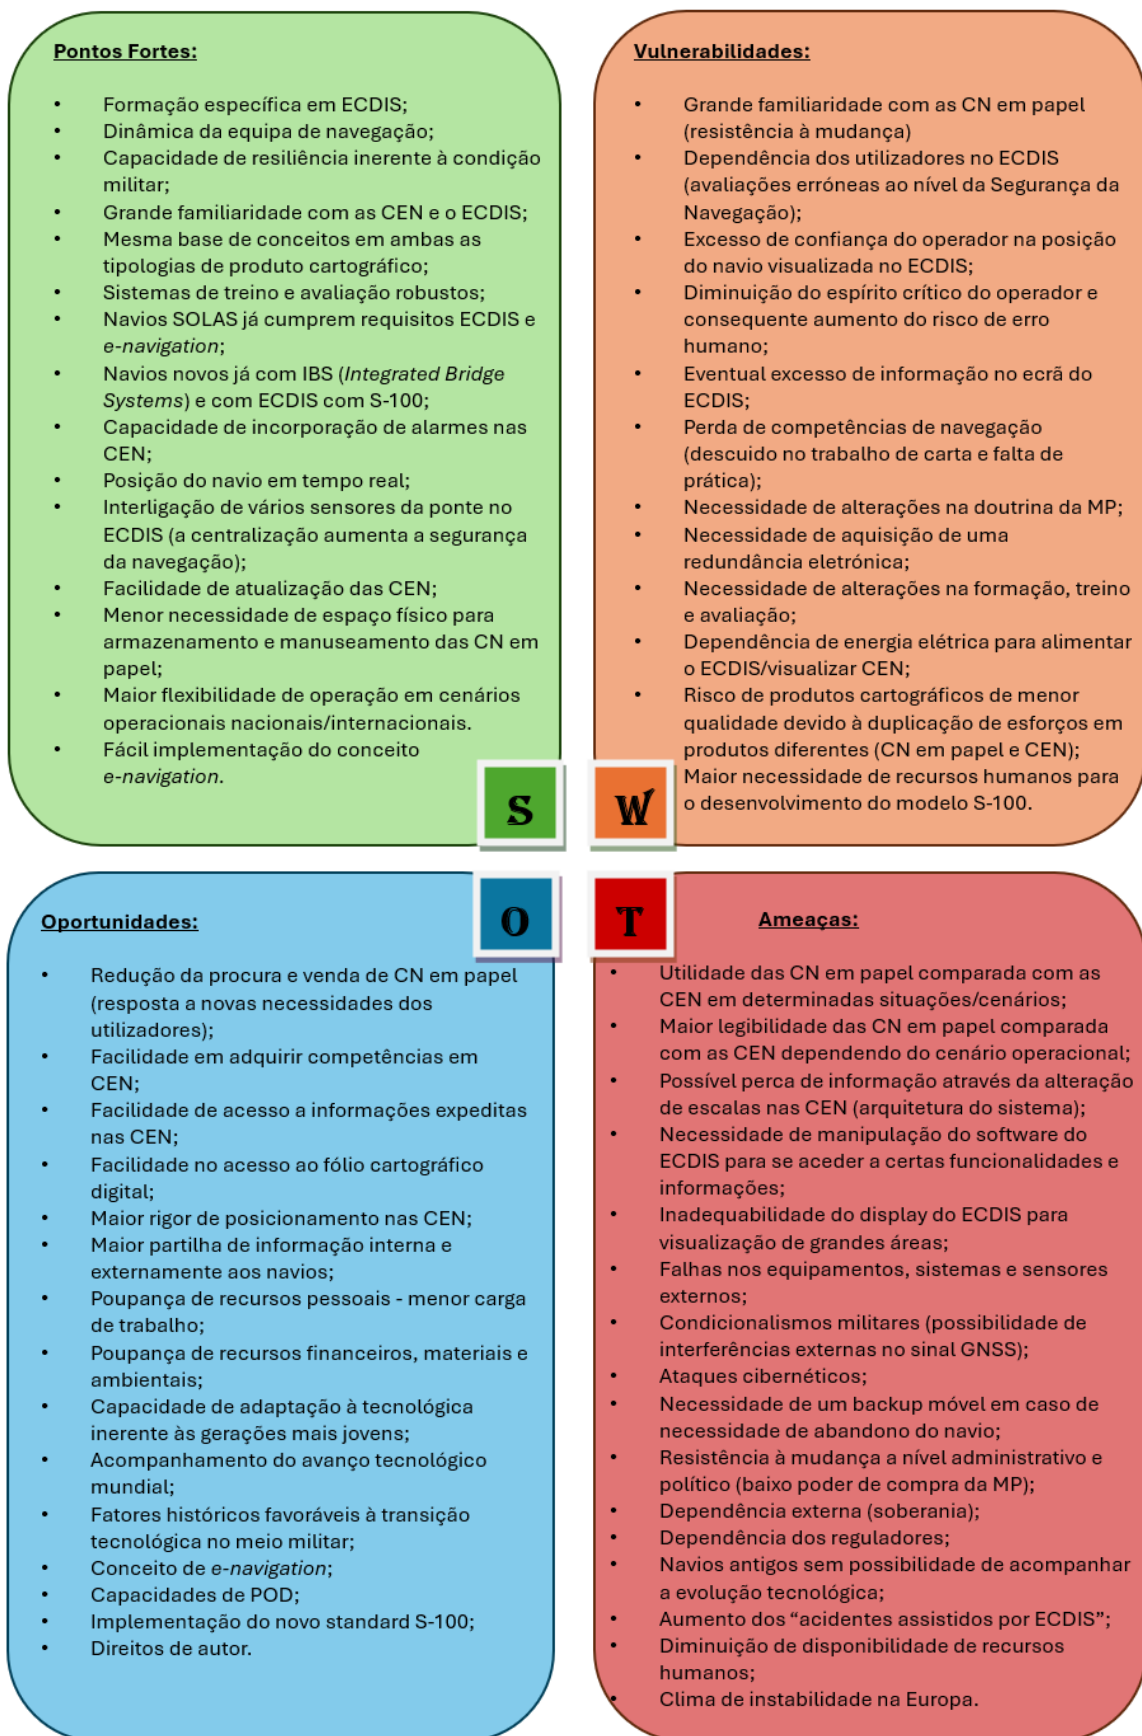 Pontos Fortes:
• Formação específica em ECDIS;
• Dinâmica da equipa de navegação;
• Capacidade de resiliência inerente à condição
militar;
• Grande familiaridade com as CEN e o ECDIS;
• Mesma base de conceitos em ambas as
tipologias de produto cartográfico;
• Sistemas de treino e avaliação robustos;
• Navios SOLAS já cumprem requisitos ECDIS e
e-navigation;
• Navios novos já com IBS (Integrated Bridge
Systems) e com ECDIS com S-100;
• Capacidade de incorporação de alarmes nas
CEN;
• Posição do navio em tempo real;
• Interligação de vários sensores da ponte no
ECDIS (a centralização aumenta a segurança
da navegação);
• Facilidade de atualização das CEN;
• Menor necessidade de espaço físico para
armazenamento e manuseamento das CN em
papel;
• Maior flexibilidade de operação em cenários
operacionais nacionais/internacionais.
• Fácil implementação do conceito
e-navigation.
S
Vulnerabilidades:
• Grande familiaridade com as CN em papel
(resistência à mudança)
• Dependência dos utilizadores no ECDIS
(avaliações erróneas ao nível da Segurança da
Navegação);
• Excesso de confiança do operador na posição
do navio visualizada no ECDIS;
• Diminuição do espírito crítico do operador e
consequente aumento do risco de erro
humano;
• Eventual excesso de informação no ecrã do
ECDIS;
• Perda de competências de navegação
(descuido no trabalho de carta e falta de
prática);
• Necessidade de alterações na doutrina da MP;
• Necessidade de aquisição de uma
redundância eletrónica;
• Necessidade de alterações na formação, treino
e avaliação;
• Dependência de energia elétrica para alimentar
o ECDIS/visualizar CEN;
• Risco de produtos cartográficos de menor
qualidade devido à duplicação de esforços em
produtos diferentes (CN em papel e CEN);
Maior necessidade de recursos humanos para
o desenvolvimento do modelo S-100.
W
Oportunidades:
O
• Redução da procura e venda de CN em papel
(resposta a novas necessidades dos
utilizadores);
• Facilidade em adquirir competências em
CEN;
• Facilidade de acesso a informações expeditas
nas CEN;
• Facilidade no acesso ao fólio cartográfico
digital;
• Maior rigor de posicionamento nas CEN;
• Maior partilha de informação interna e
externamente aos navios;
• Poupança de recursos pessoais - menor carga
de trabalho;
• Poupança de recursos financeiros, materiais e
ambientais;
• Capacidade de adaptação à tecnológica
inerente às gerações mais jovens;
• Acompanhamento do avanço tecnológico
mundial;
• Fatores históricos favoráveis à transição
tecnológica no meio militar;
• Conceito de e-navigation;
• Capacidades de POD;
• Implementação do novo standard S-100;
• Direitos de autor.
T
Ameaças:
• Utilidade das CN em papel comparada com as
CEN em determinadas situações/cenários;
• Maior legibilidade das CN em papel comparada
com as CEN dependendo do cenário operacional;
• Possível perca de informação através da alteração
de escalas nas CEN (arquitetura do sistema);
• Necessidade de manipulação do software do
ECDIS para se aceder a certas funcionalidades e
informações;
• Inadequabilidade do display do ECDIS para
visualização de grandes áreas;
• Falhas nos equipamentos, sistemas e sensores
externos;
• Condicionalismos militares (possibilidade de
interferências externas no sinal GNSS);
• Ataques cibernéticos;
• Necessidade de um backup móvel em caso de
necessidade de abandono do navio;
• Resistência à mudança a nível administrativo e
político (baixo poder de compra da MP);
• Dependência externa (soberania);
• Dependência dos reguladores;
• Navios antigos sem possibilidade de acompanhar
a evolução tecnológica;
• Aumento dos “acidentes assistidos por ECDIS”;
• Diminuição de disponibilidade de recursos
humanos;
• Clima de instabilidade na Europa.